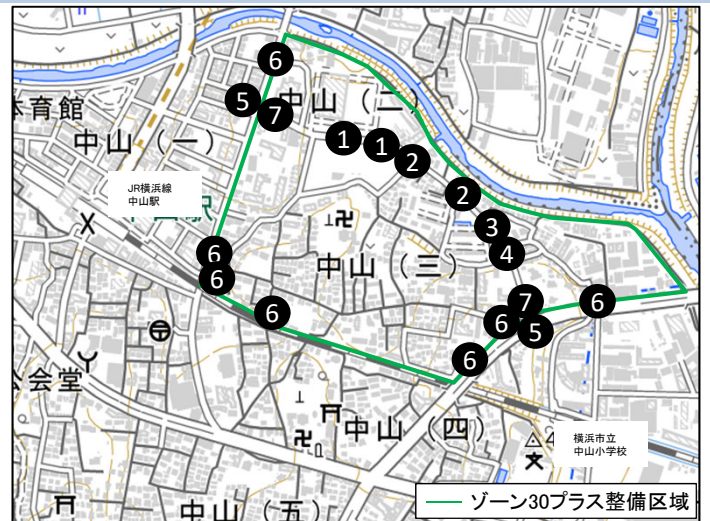 6
5
中山（二）
7
体育館
中山（一）
1
1
2
JR横浜線
中山駅
2
3
4
中山（三）
6
6
6
7
6
6
5
6
公会堂
中山（四）
横浜市立
中山小学校
中山（五）
ゾーン30プラス整備区域